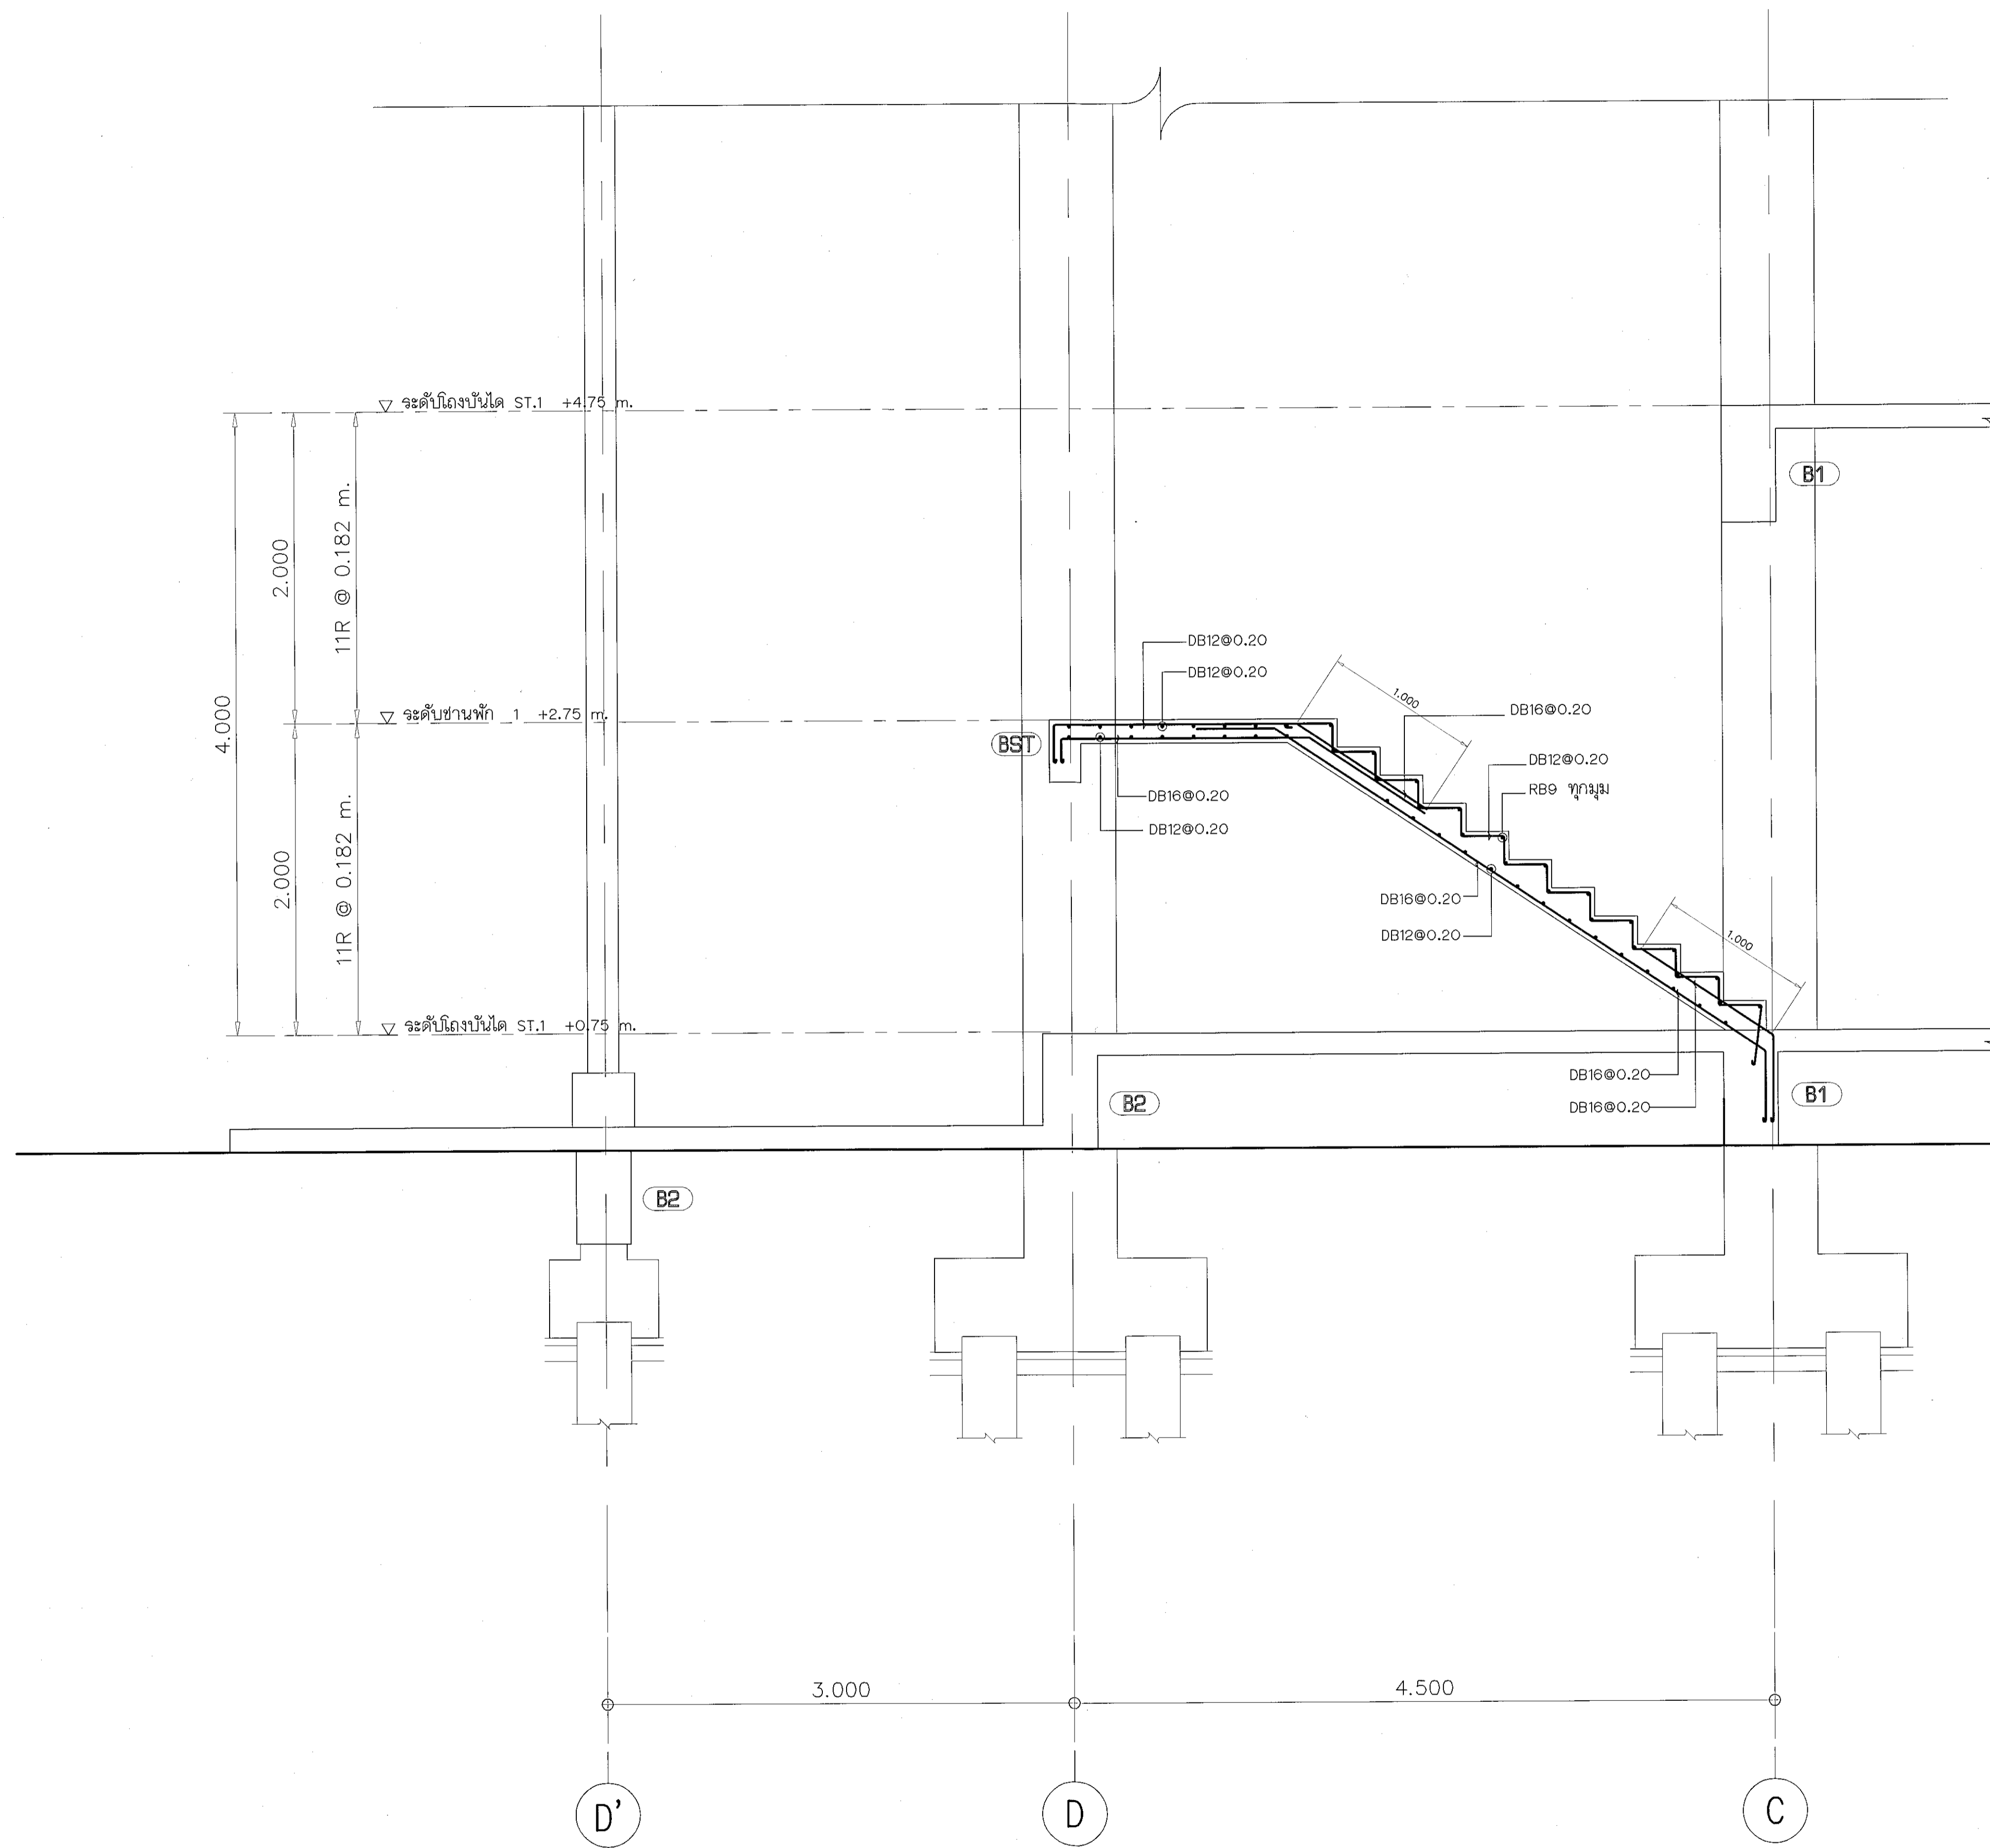 ▽ ระดับโถงบันได ST.1 +4.75 m.
B1
11R @ 0.182 m.
2.000
DB12@0.20
DB12@0.20
1.000
DB16@0.20
4.000
▽ ระดับชานพัก 1 +2.75 m.
BST
DB12@0.20
RB9 ทุกมุม
DB16@0.20
DB12@0.20
11R @ 0.182 m.
2.000
DB16@0.20
DB12@0.20
1.000
▽ ระดับโถงบันได ST.1 +0.75 m.
DB16@0.20
DB16@0.20
B2
B1
B2
3.000
4.500
D'
D
C